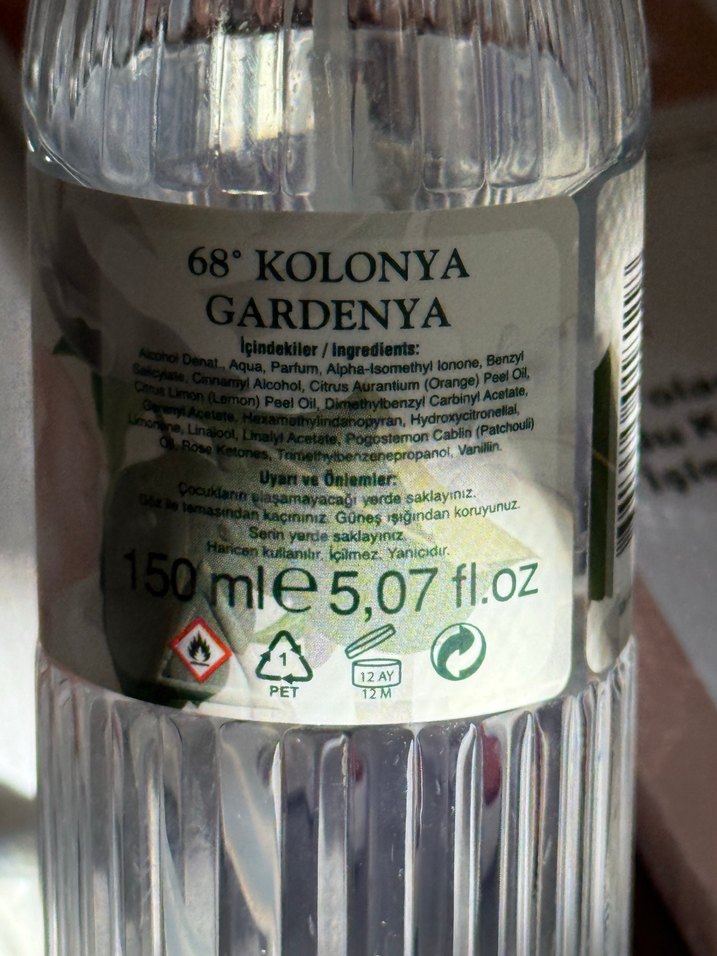 68° KOLONYA
GARDENYA
İçindekiler / Ingredients:
Alcohol Denat., Aqua, Parfum, Alpha-Isomethyl Ionone, Benzyl
Salicylate, Cinnamyl Alcohol, Citrus Aurantium (Orange) Peel Oil,
Citrus Limon (Lemon) Peel Oil, Dimethylbenzyl Carbinyl Acetate,
Geranyl Acetate, Hexamethylindanopyran, Hydroxycitronellal,
Limonene, Linalool, Linalyl Acetate, Pogostemon Cablin (Patchouli)
Oil, Rose Ketones, Trimethylbenzenepropanol, Vanillin.
Uyarı ve Önlemler:
Çocukların ulaşamayacağı yerde saklayınız.
Göz ile temasından kaçınınız. Güneş ışığından koruyunuz.
Serin yerde saklayınız.
Haricen kullanılır. İçilmez. Yanıcıdır.
150 ml e 5,07 fl.oz
1
PET
12 AY
12 M